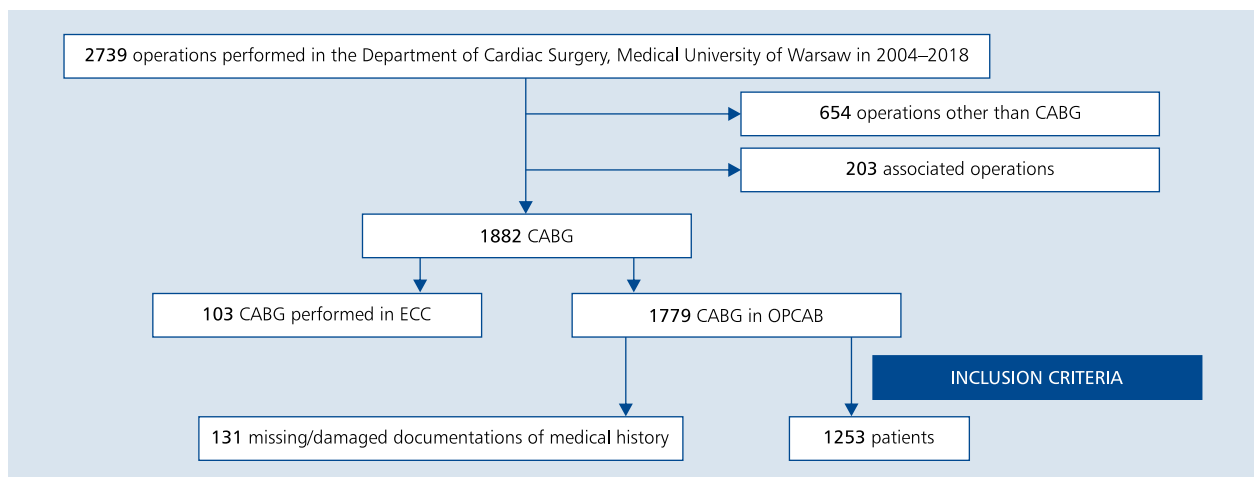 2739 operations performed in the Department of Cardiac Surgery, Medical University of Warsaw in 2004–2018
654 operations other than CABG
203 associated operations
1882 CABG
103 CABG performed in ECC
1779 CABG in OPCAB
INCLUSION CRITERIA
131 missing/damaged documentations of medical history
1253 patients